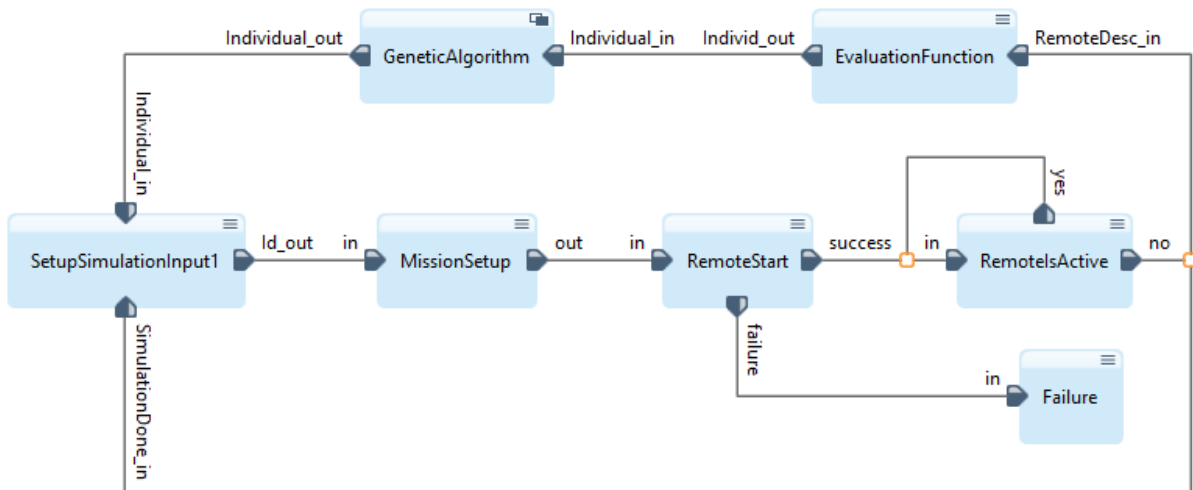 Individual_out
GeneticAlgorithm
Individual_in
Individ_out
EvaluationFunction
RemoteDesc_in
Individual_in
yes
SetupSimulationInput1
Id_out
in
MissionSetup
out
in
RemoteStart
success
in
RemoteIsActive
no
SimulationDone_in
failure
in
Failure